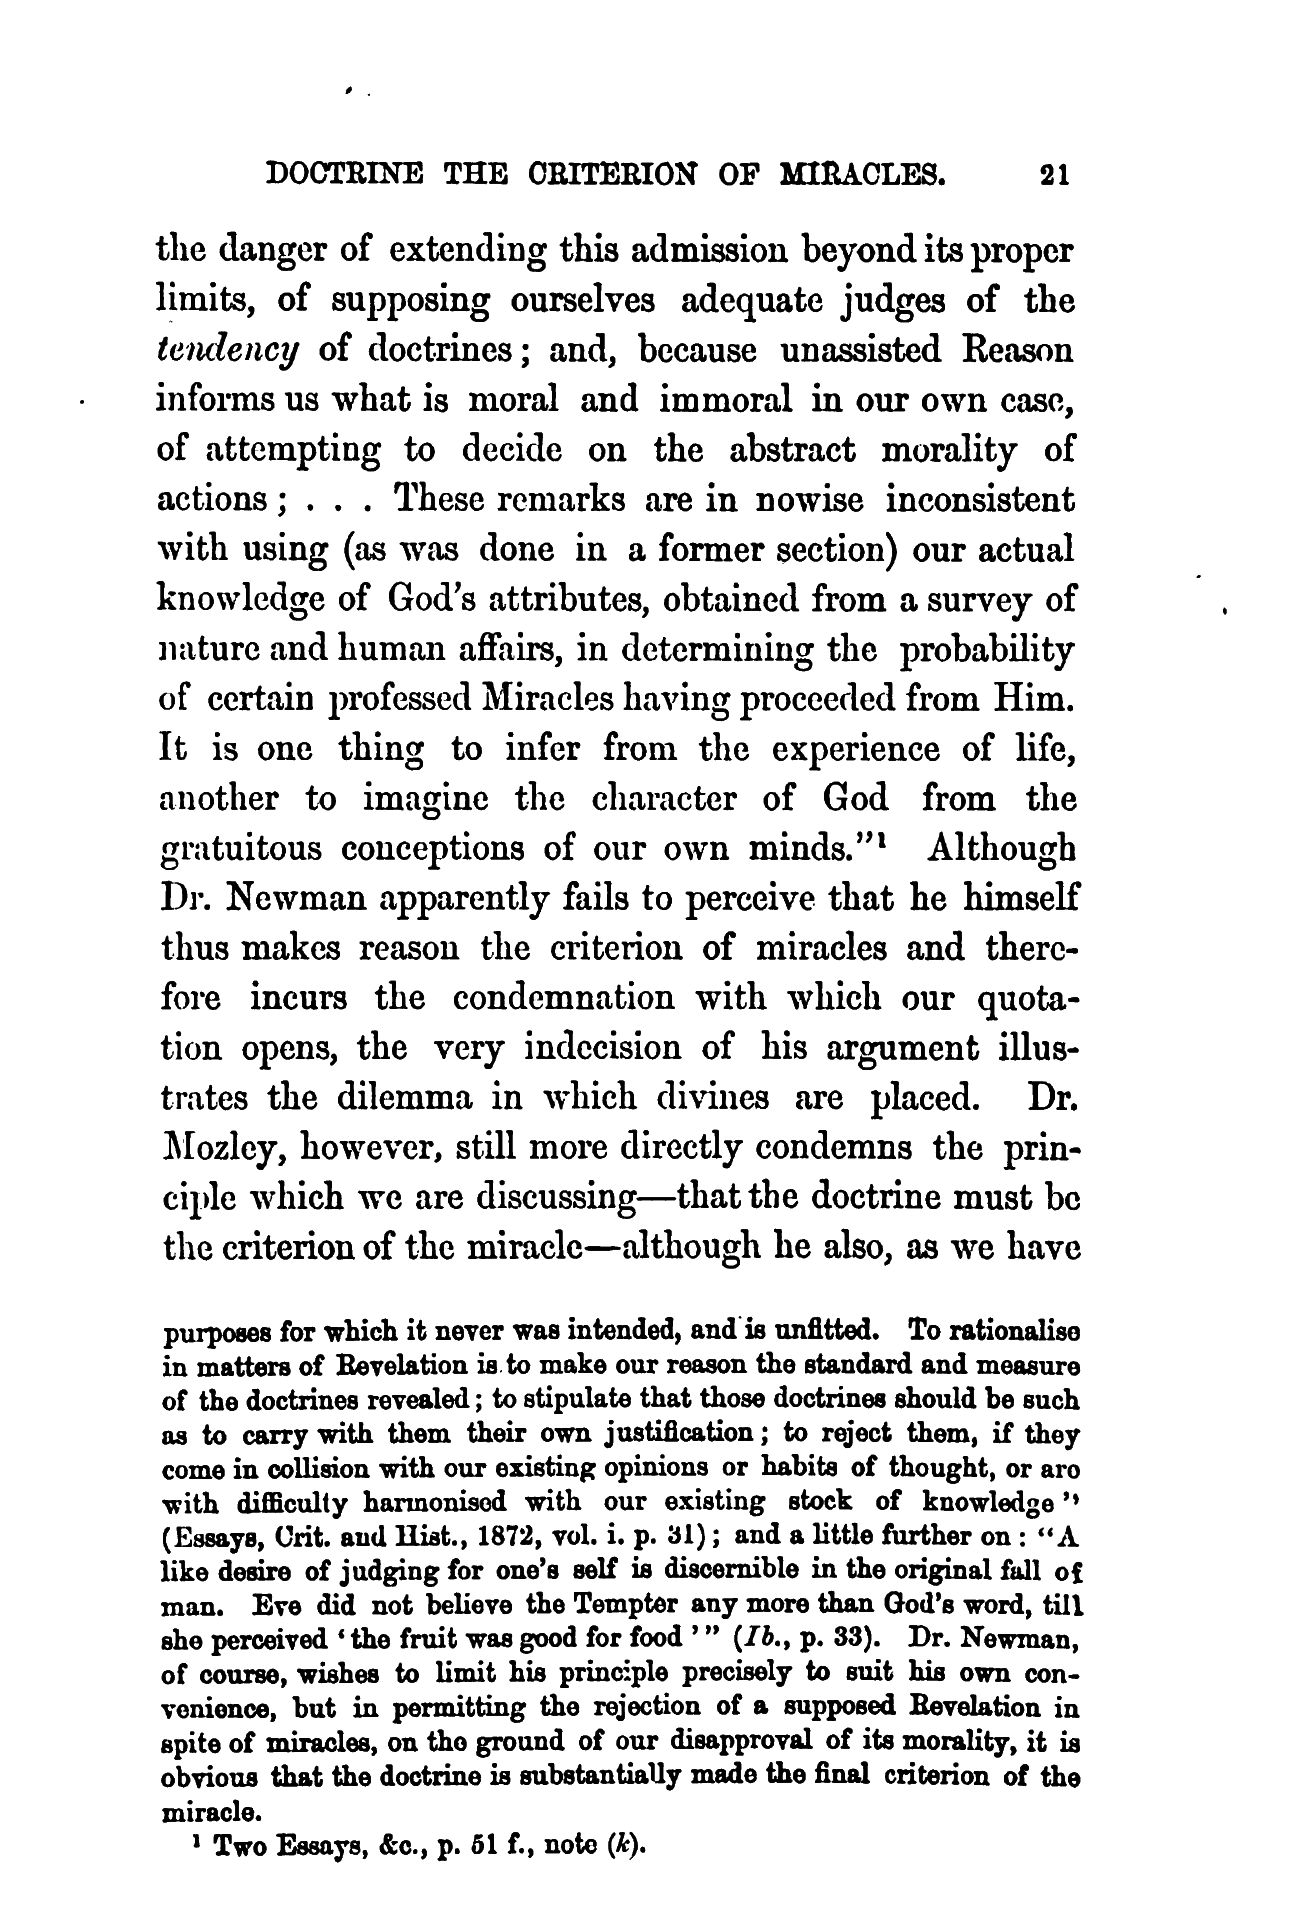 DOCTRINE THE CRITERION OF MIRACLES. 21
the danger of extending this admission beyond its proper
limits, of supposing ourselves adequate judges of the
tendency of doctrines; and, because unassisted Reason
informs us what is moral and immoral in our own case,
of attempting to decide on the abstract morality of
actions; . . . These remarks are in nowise inconsistent
with using (as was done in a former section) our actual
knowledge of God's attributes, obtained from a survey of
nature and human affairs, in determining the probability
of certain professed Miracles having proceeded from Him.
It is one thing to infer from the experience of life,
another to imagine the character of God from the
gratuitous conceptions of our own minds."¹ Although
Dr. Newman apparently fails to perceive that he himself
thus makes reason the criterion of miracles and there-
fore incurs the condemnation with which our quota-
tion opens, the very indecision of his argument illus-
trates the dilemma in which divines are placed. Dr.
Mozley, however, still more directly condemns the prin-
ciple which we are discussing—that the doctrine must be
the criterion of the miracle—although he also, as we have
purposes for which it never was intended, and is unfitted. To rationalise
in matters of Revelation is to make our reason the standard and measure
of the doctrines revealed; to stipulate that those doctrines should be such
as to carry with them their own justification; to reject them, if they
come in collision with our existing opinions or habits of thought, or are
with difficulty harmonised with our existing stock of knowledge"
(Essays, Crit. and Hist., 1872, vol. i. p. 31); and a little further on: "A
like desire of judging for one's self is discernible in the original fall of
man. Eve did not believe the Tempter any more than God's word, till
she perceived 'the fruit was good for food'" (Ib., p. 33). Dr. Newman,
of course, wishes to limit his principle precisely to suit his own con-
venience, but in permitting the rejection of a supposed Revelation in
spite of miracles, on the ground of our disapproval of its morality, it is
obvious that the doctrine is substantially made the final criterion of the
miracle.
¹ Two Essays, &c., p. 51 f., note (k).